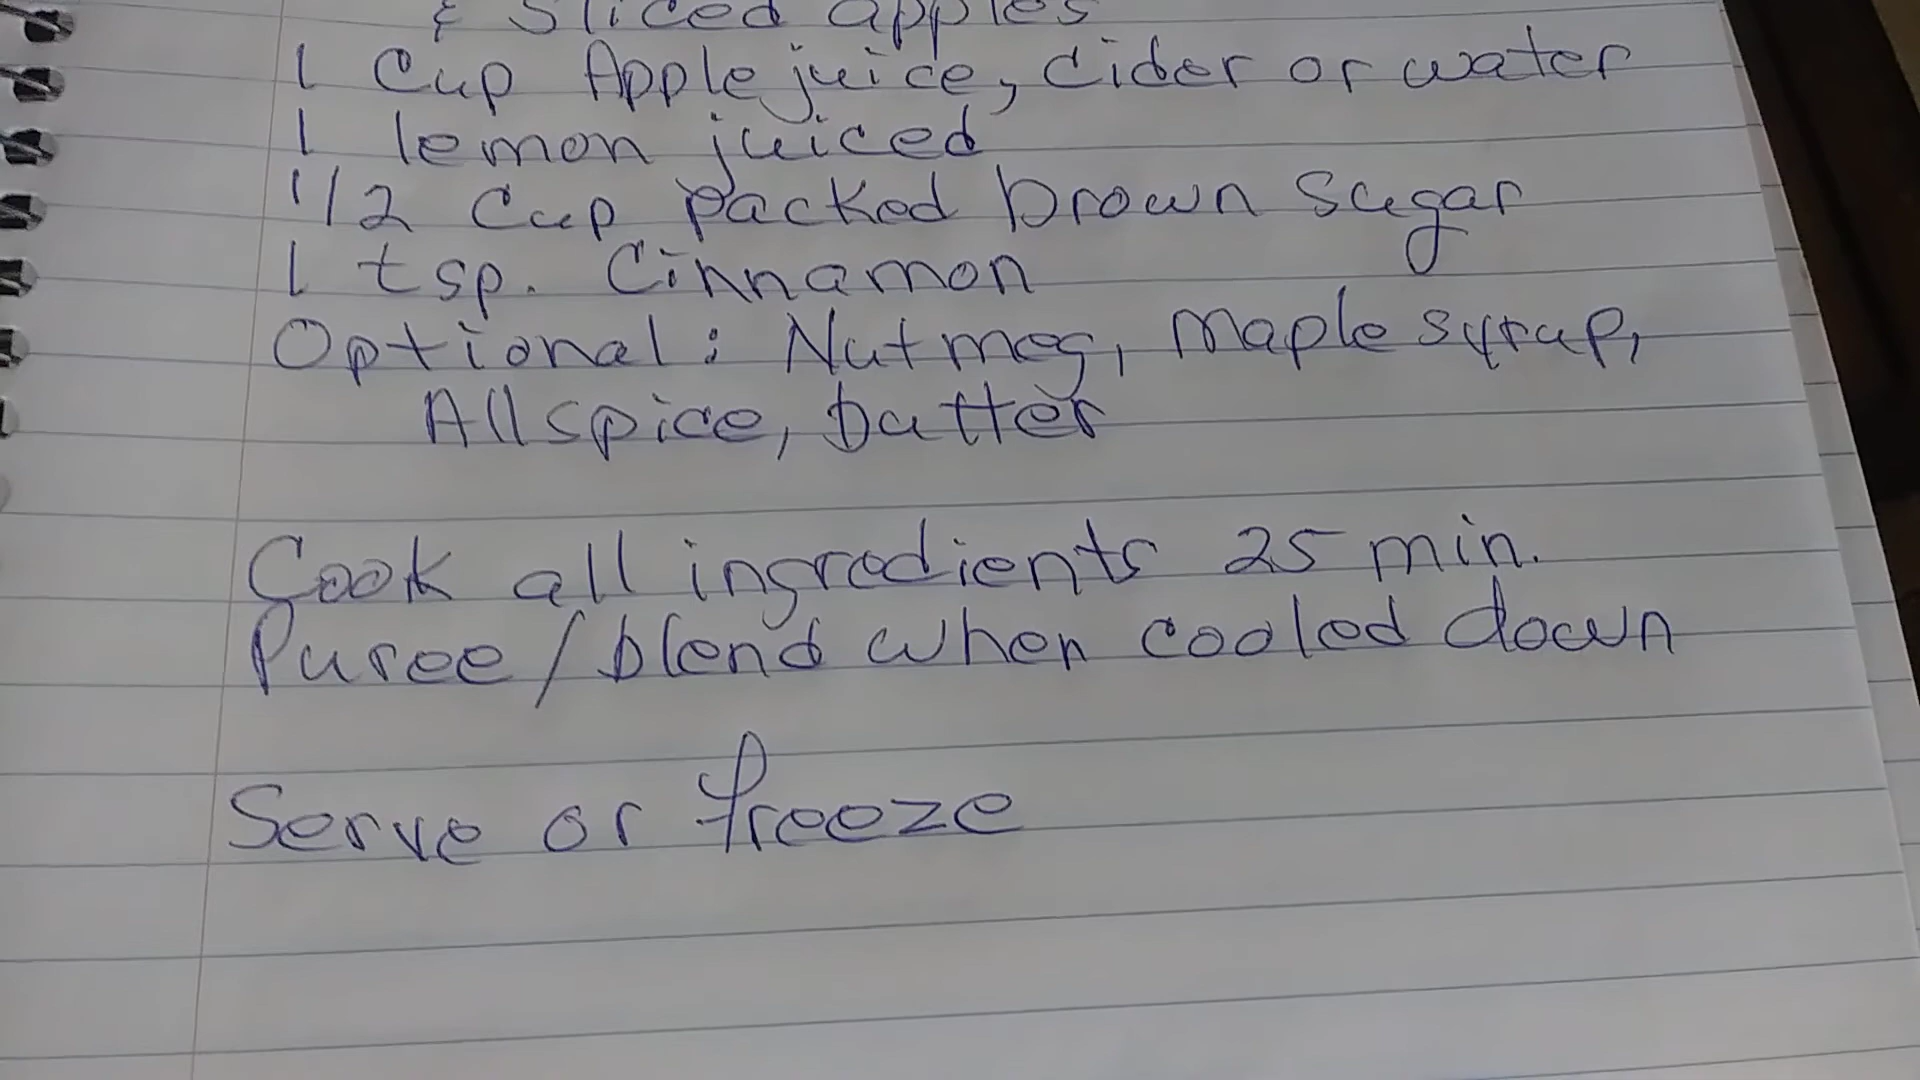 & sliced apples
1 Cup Apple juice, Cider or water
1 lemon juiced
1/2 Cup packed brown sugar
1 tsp. Cinnamon
Optional: Nutmeg, maple syrup,
Allspice, butter
Cook all ingredients 25 min.
Puree/blend when cooled down
Serve or freeze